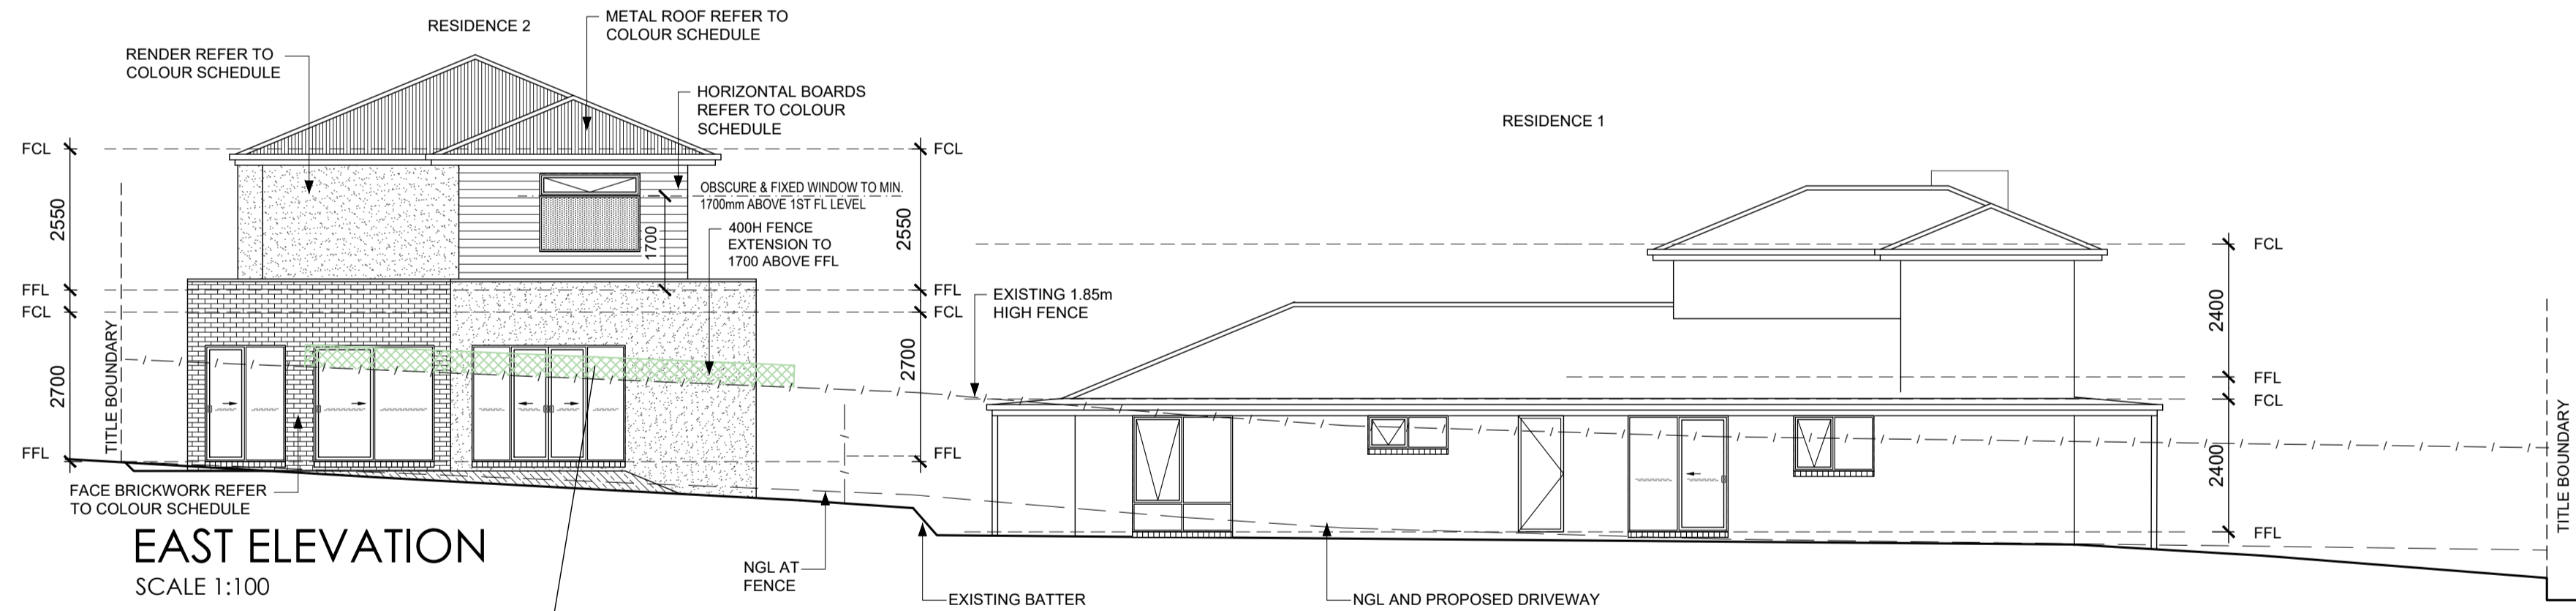 RESIDENCE 2
METAL ROOF REFER TO
COLOUR SCHEDULE
RENDER REFER TO
COLOUR SCHEDULE
HORIZONTAL BOARDS
REFER TO COLOUR
SCHEDULE
RESIDENCE 1
FCL
FCL
OBSCURE & FIXED WINDOW TO MIN.
1700mm ABOVE 1ST FL LEVEL
2550
1700
2550
400H FENCE
EXTENSION TO
1700 ABOVE FFL
FCL
2400
FFL
FCL
FFL
FCL
EXISTING 1.85m
HIGH FENCE
TITLE BOUNDARY
2700
2700
FFL
FCL
TITLE BOUNDARY
2400
FFL
FFL
FFL
FACE BRICKWORK REFER
TO COLOUR SCHEDULE
EAST ELEVATION
SCALE 1:100
NGL AT
FENCE
EXISTING BATTER
NGL AND PROPOSED DRIVEWAY